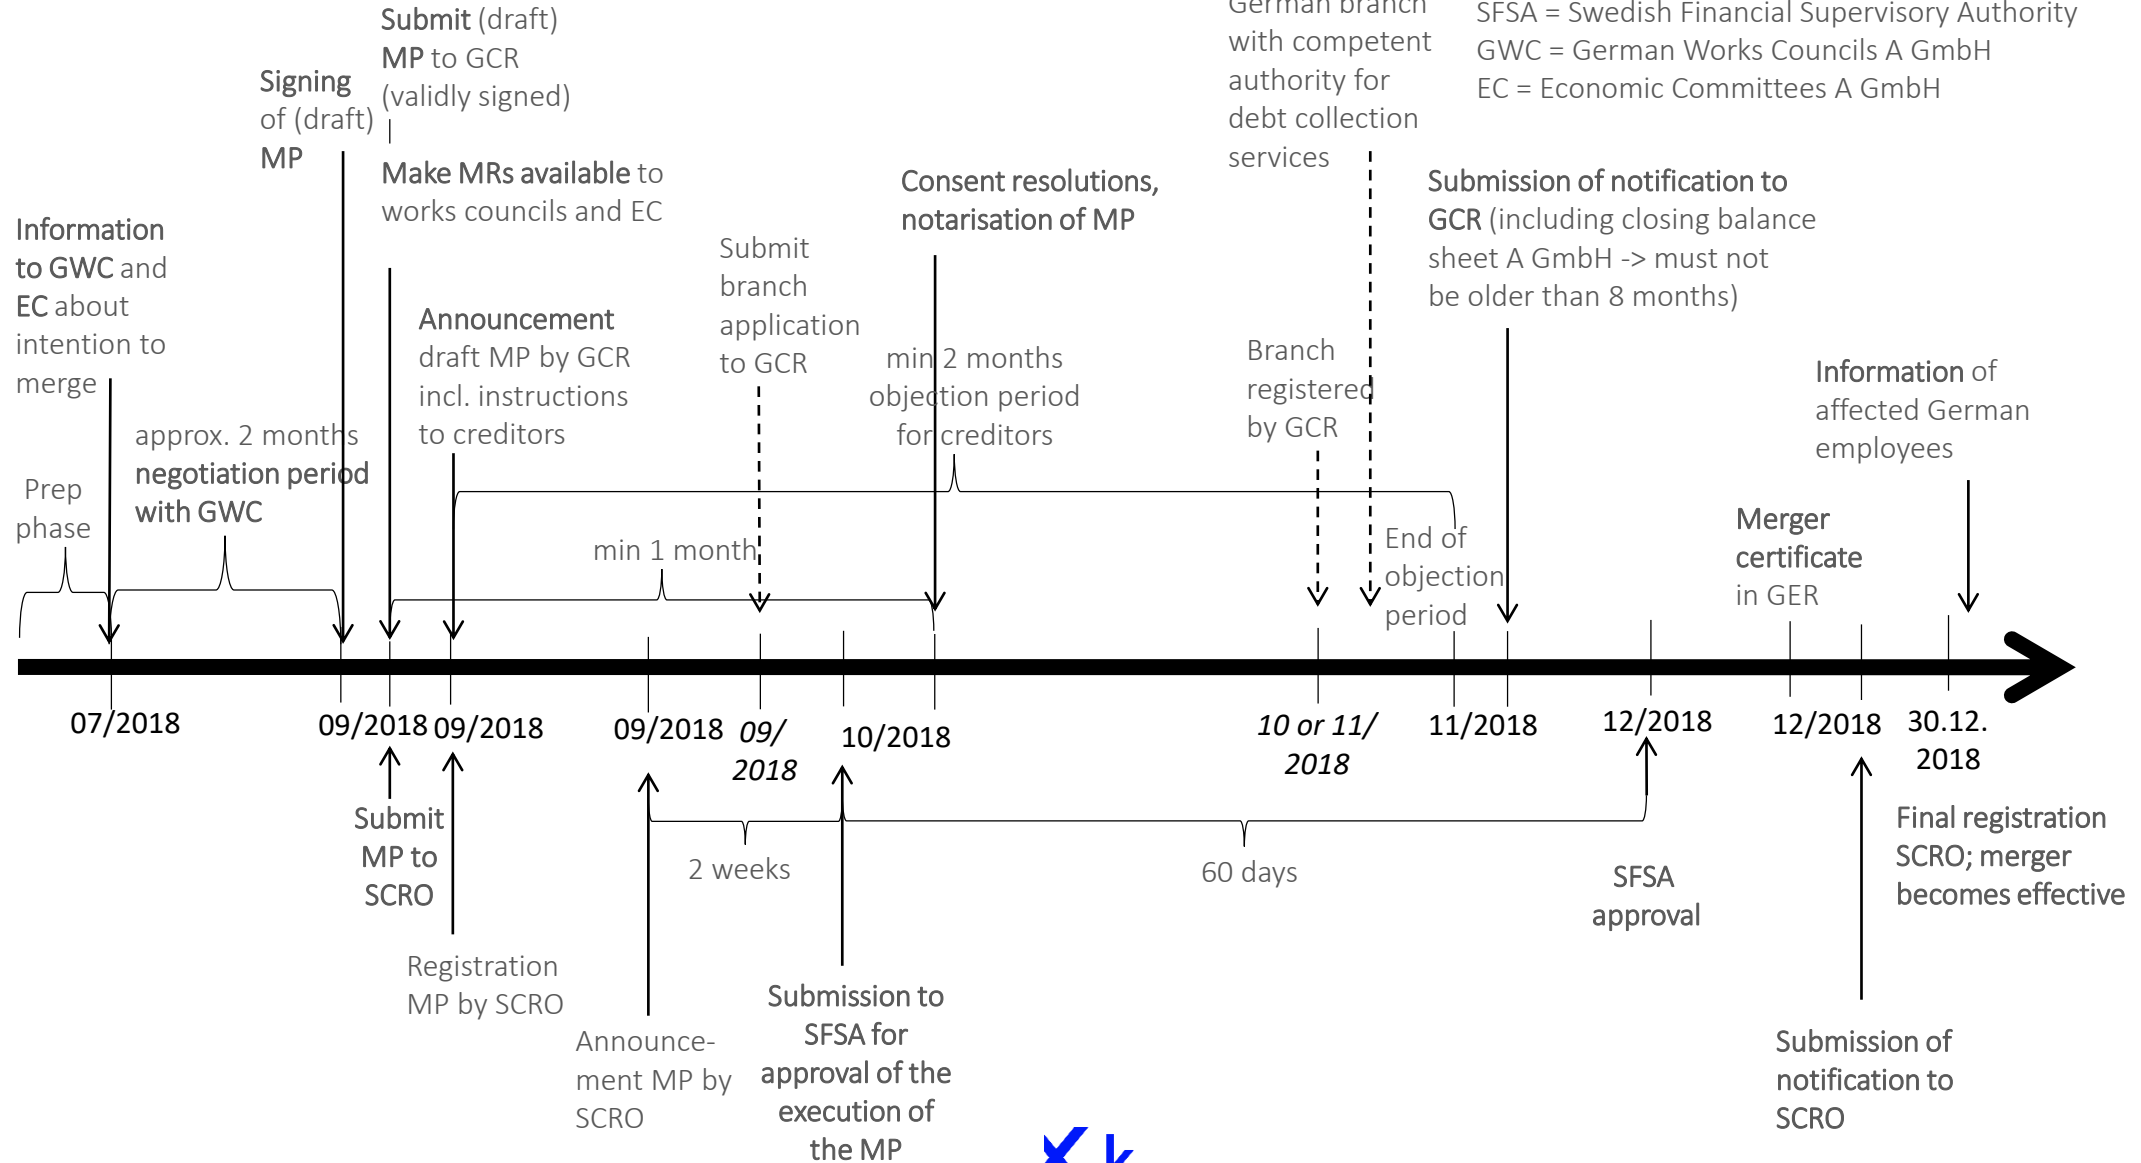 Submit (draft)
MP to GCR
(validly signed)
German branch
with competent
authority for
debt collection
services
SFSA = Swedish Financial Supervisory Authority
GWC = German Works Councils A GmbH
EC = Economic Committees A GmbH
Signing
of (draft)
MP
Make MRs available to
works councils and EC
Consent resolutions,
notarisation of MP
Submission of notification to
GCR (including closing balance
sheet A GmbH -> must not
be older than 8 months)
Information
to GWC and
EC about
intention to
merge
Submit
branch
application
to GCR
Announcement
draft MP by GCR
incl. instructions
to creditors
min 2 months
objection period
for creditors
Branch
registered
by GCR
Information of
affected German
employees
approx. 2 months
negotiation period
with GWC
Prep
phase
min 1 month
End of
objection
period
Merger
certificate
in GER
07/2018
09/2018
09/2018
09/2018
09/
2018
10/2018
10 or 11/
2018
11/2018
12/2018
12/2018
30.12.
2018
Submit
MP to
SCRO
2 weeks
60 days
SFSA
approval
Final registration
SCRO; merger
becomes effective
Registration
MP by SCRO
Announce-
ment MP by
SCRO
Submission to
SFSA for
approval of the
execution of
the MP
Submission of
notification to
SCRO